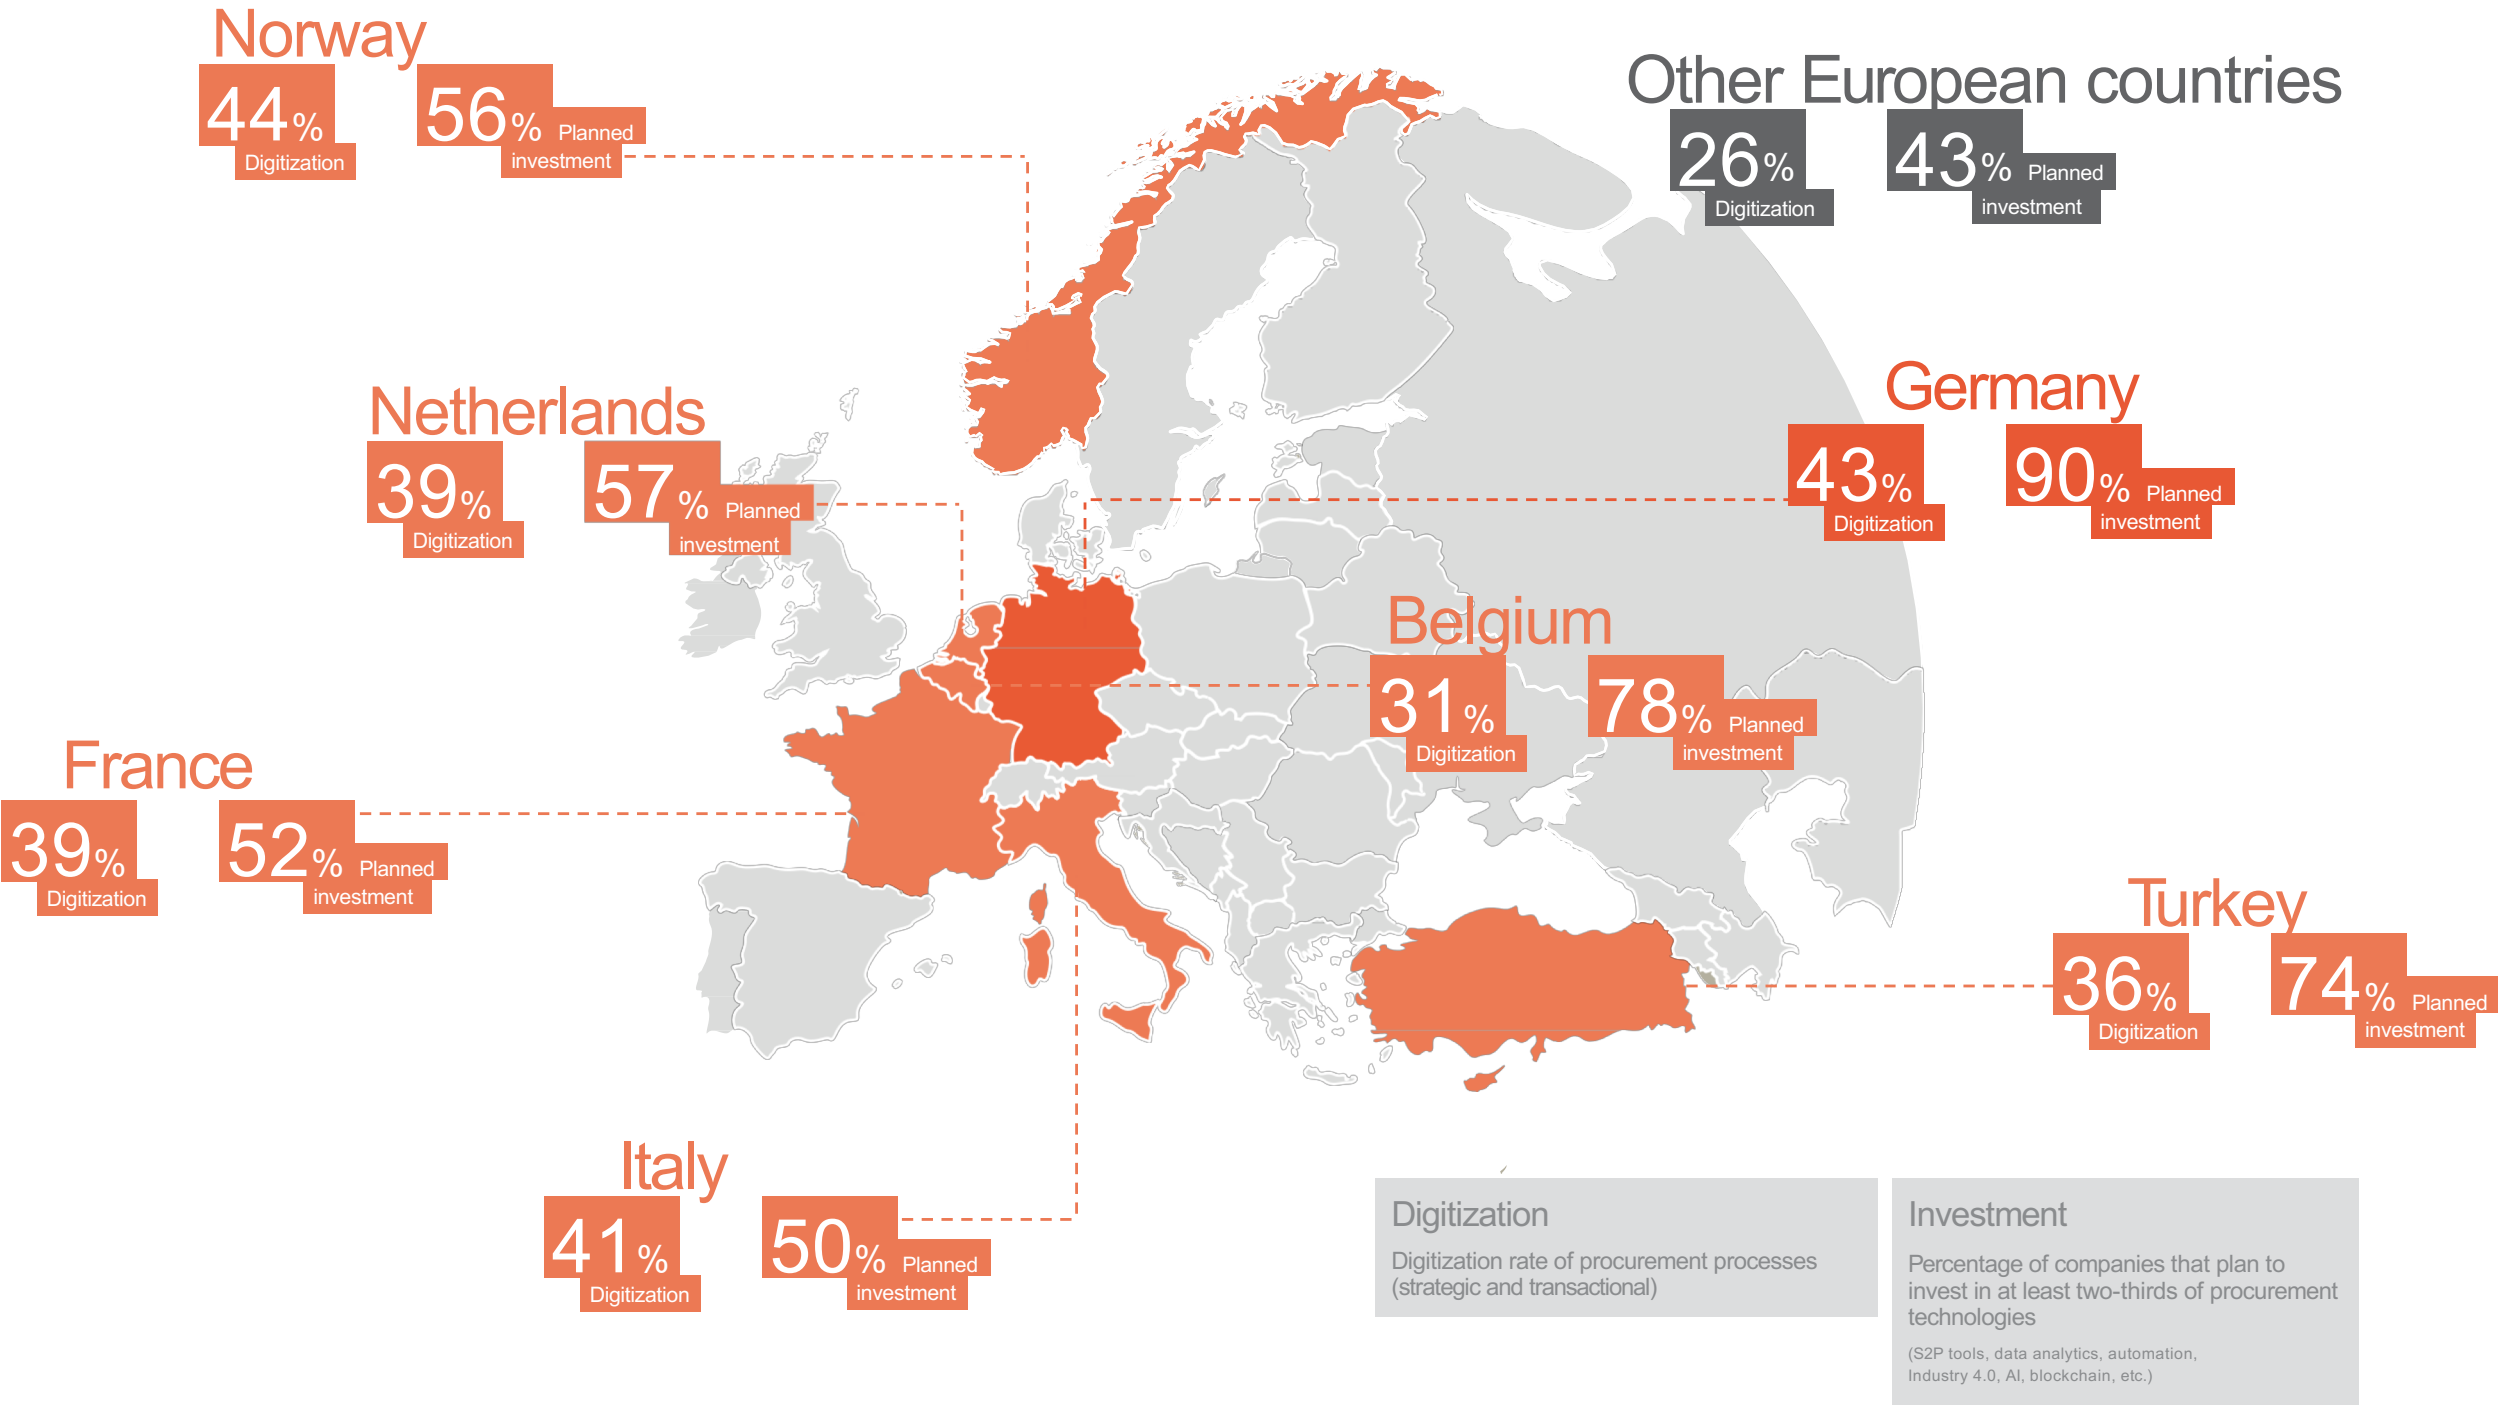 Norway
44% 56% Planned
Digitization investment
Other European countries
26% 43% Planned
Digitization investment
Netherlands
39% 57% Planned
Digitization investment
Germany
43% 90% Planned
Digitization investment
Belgium
31% 78% Planned
Digitization investment
France
39% 52% Planned
Digitization investment
Turkey
36% 74% Planned
Digitization investment
Italy
41% 50% Planned
Digitization investment
Digitization
Digitization rate of procurement processes
(strategic and transactional)
Investment
Percentage of companies that plan to
invest in at least two-thirds of procurement
technologies
(S2P tools, data analytics, automation,
Industry 4.0, AI, blockchain, etc.)